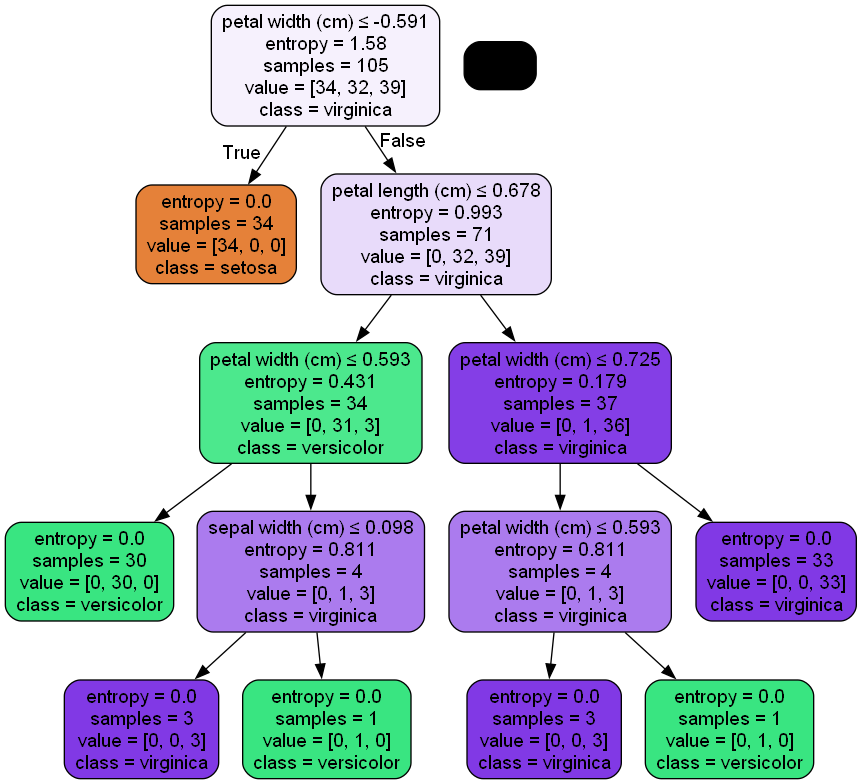 petal width (cm) ≤ -0.591
entropy = 1.58
samples = 105
value = [34, 32, 39]
class = virginica
True
False
entropy = 0.0
samples = 34
value = [34, 0, 0]
class = setosa
petal length (cm) ≤ 0.678
entropy = 0.993
samples = 71
value = [0, 32, 39]
class = virginica
petal width (cm) ≤ 0.593
entropy = 0.431
samples = 34
value = [0, 31, 3]
class = versicolor
petal width (cm) ≤ 0.725
entropy = 0.179
samples = 37
value = [0, 1, 36]
class = virginica
entropy = 0.0
samples = 30
value = [0, 30, 0]
class = versicolor
sepal width (cm) ≤ 0.098
entropy = 0.811
samples = 4
value = [0, 1, 3]
class = virginica
petal width (cm) ≤ 0.593
entropy = 0.811
samples = 4
value = [0, 1, 3]
class = virginica
entropy = 0.0
samples = 33
value = [0, 0, 33]
class = virginica
entropy = 0.0
samples = 3
value = [0, 0, 3]
class = virginica
entropy = 0.0
samples = 1
value = [0, 1, 0]
class = versicolor
entropy = 0.0
samples = 3
value = [0, 0, 3]
class = virginica
entropy = 0.0
samples = 1
value = [0, 1, 0]
class = versicolor